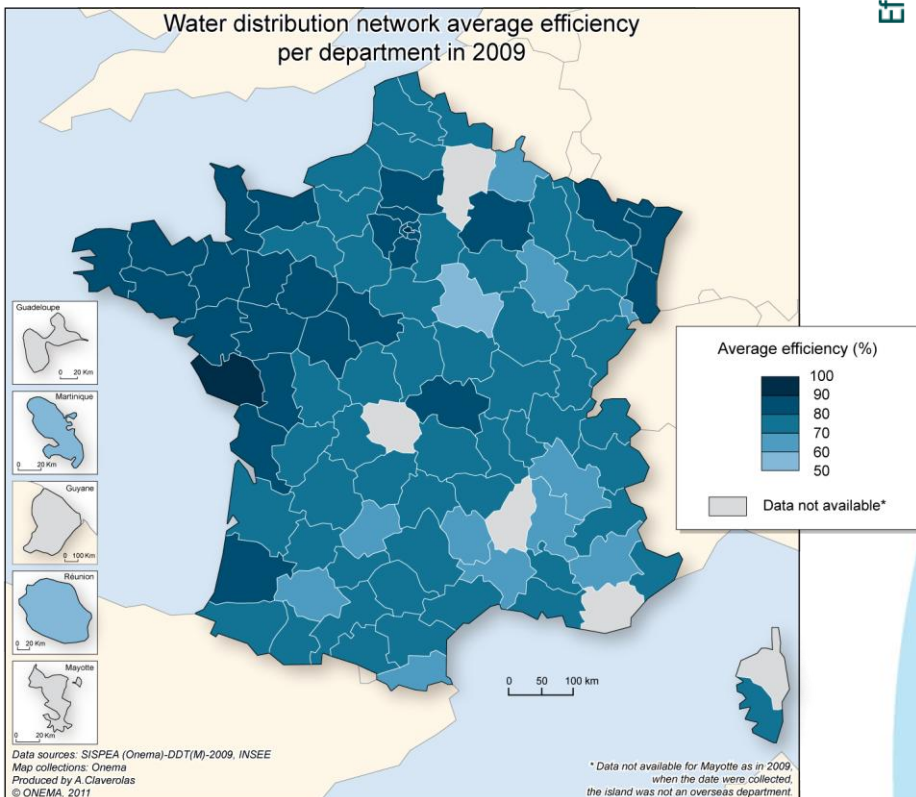 Water distribution network average efficiency
per department in 2009
Ef
Guadeloupe
0 20 Km
Martinique
0 20 Km
Guyane
0 100 Km
Réunion
0 20 Km
Mayotte
0 20 Km
Average efficiency (%)
100
90
80
70
60
50
Data not available*
0 50 100 km
Data sources: SISPEA (Onema)-DDT(M)-2009, INSEE
Map collections: Onema
Produced by A.Claverolas
© ONEMA, 2011
* Data not available for Mayotte as in 2009,
when the date were collected,
the island was not an overseas department.